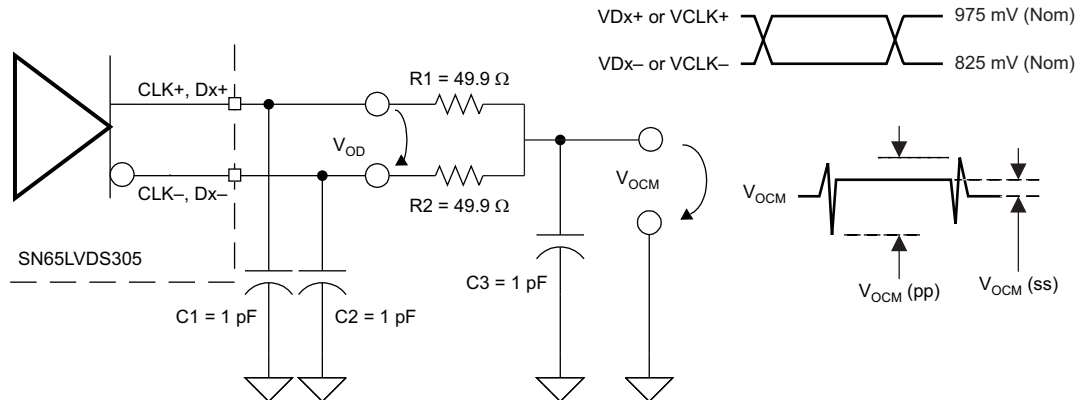 VDx+ or VCLK+
975 mV (Nom)
VDx– or VCLK–
825 mV (Nom)
CLK+, Dx+
R1 = 49.9 Ω
VOD
CLK–, Dx–
R2 = 49.9 Ω
VOCM
VOCM
SN65LVDS305
C1 = 1 pF
C2 = 1 pF
C3 = 1 pF
VOCM (pp)
VOCM (ss)